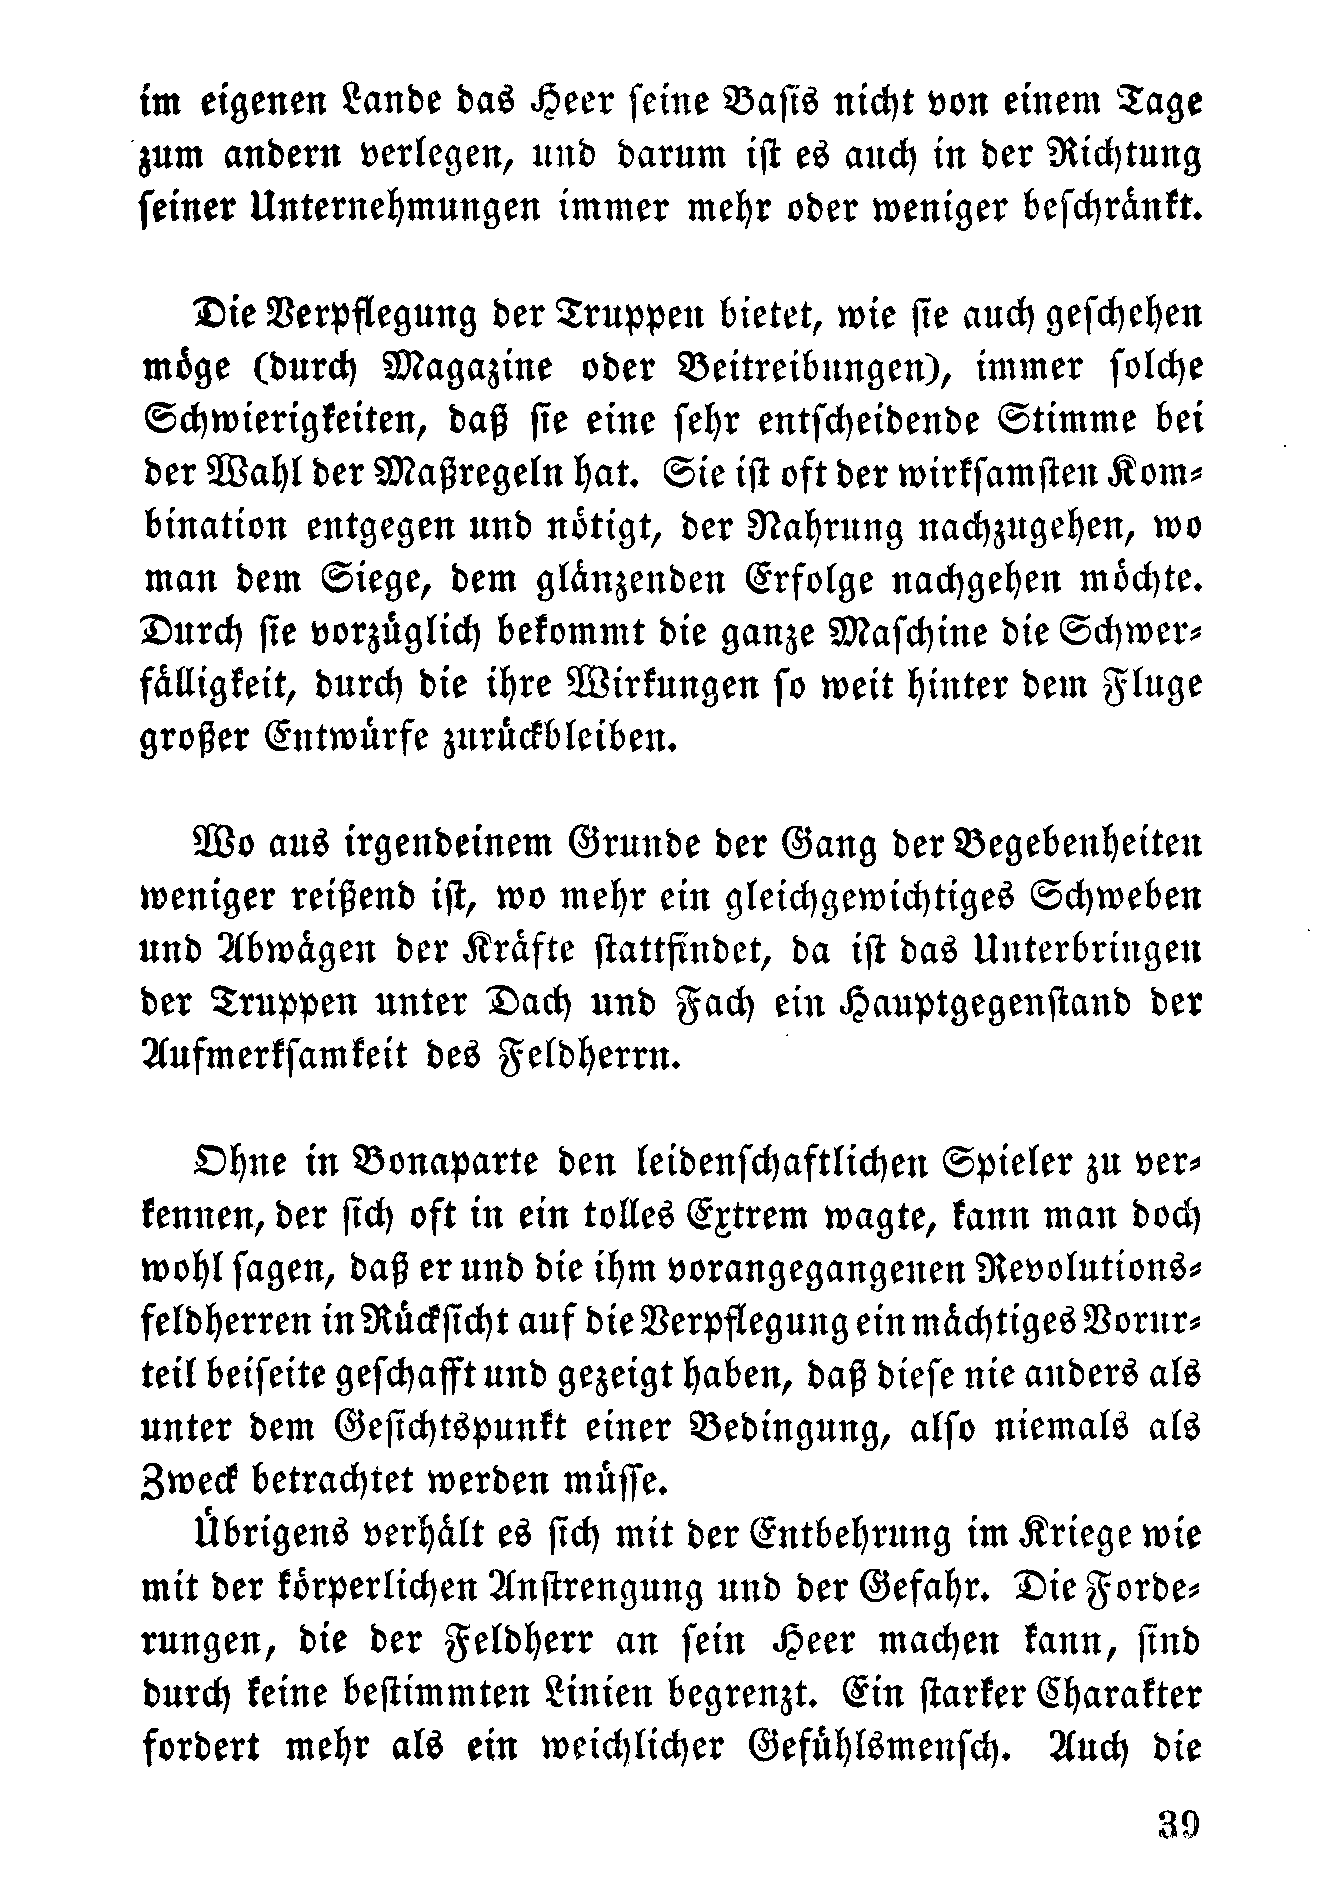 im eigenen Lande das Heer seine Basis nicht von einem Tage
zum andern verlegen, und darum ist es auch in der Richtung
seiner Unternehmungen immer mehr oder weniger beschränkt.
Die Verpflegung der Truppen bietet, wie sie auch geschehen
möge (durch Magazine oder Beitreibungen), immer solche
Schwierigkeiten, daß sie eine sehr entscheidende Stimme bei
der Wahl der Maßregeln hat. Sie ist oft der wirksamsten Kom-
bination entgegen und nötigt, der Nahrung nachzugehen, wo
man dem Siege, dem glänzenden Erfolge nachgehen möchte.
Durch sie vorzüglich bekommt die ganze Maschine die Schwer-
fälligkeit, durch die ihre Wirkungen so weit hinter dem Fluge
großer Entwürfe zurückbleiben.
Wo aus irgendeinem Grunde der Gang der Begebenheiten
weniger reißend ist, wo mehr ein gleichgewichtiges Schweben
und Abwägen der Kräfte stattfindet, da ist das Unterbringen
der Truppen unter Dach und Fach ein Hauptgegenstand der
Aufmerksamkeit des Feldherrn.
Ohne in Bonaparte den leidenschaftlichen Spieler zu ver-
kennen, der sich oft in ein tolles Extrem wagte, kann man doch
wohl sagen, daß er und die ihm vorangegangenen Revolutions-
feldherren in Rücksicht auf die Verpflegung ein mächtiges Vorur-
teil beiseite geschafft und gezeigt haben, daß diese nie anders als
unter dem Gesichtspunkt einer Bedingung, also niemals als
Zweck betrachtet werden müsse.
Übrigens verhält es sich mit der Entbehrung im Kriege wie
mit der körperlichen Anstrengung und der Gefahr. Die Forde-
rungen, die der Feldherr an sein Heer machen kann, sind
durch keine bestimmten Linien begrenzt. Ein starker Charakter
fordert mehr als ein weichlicher Gefühlsmensch. Auch die
39